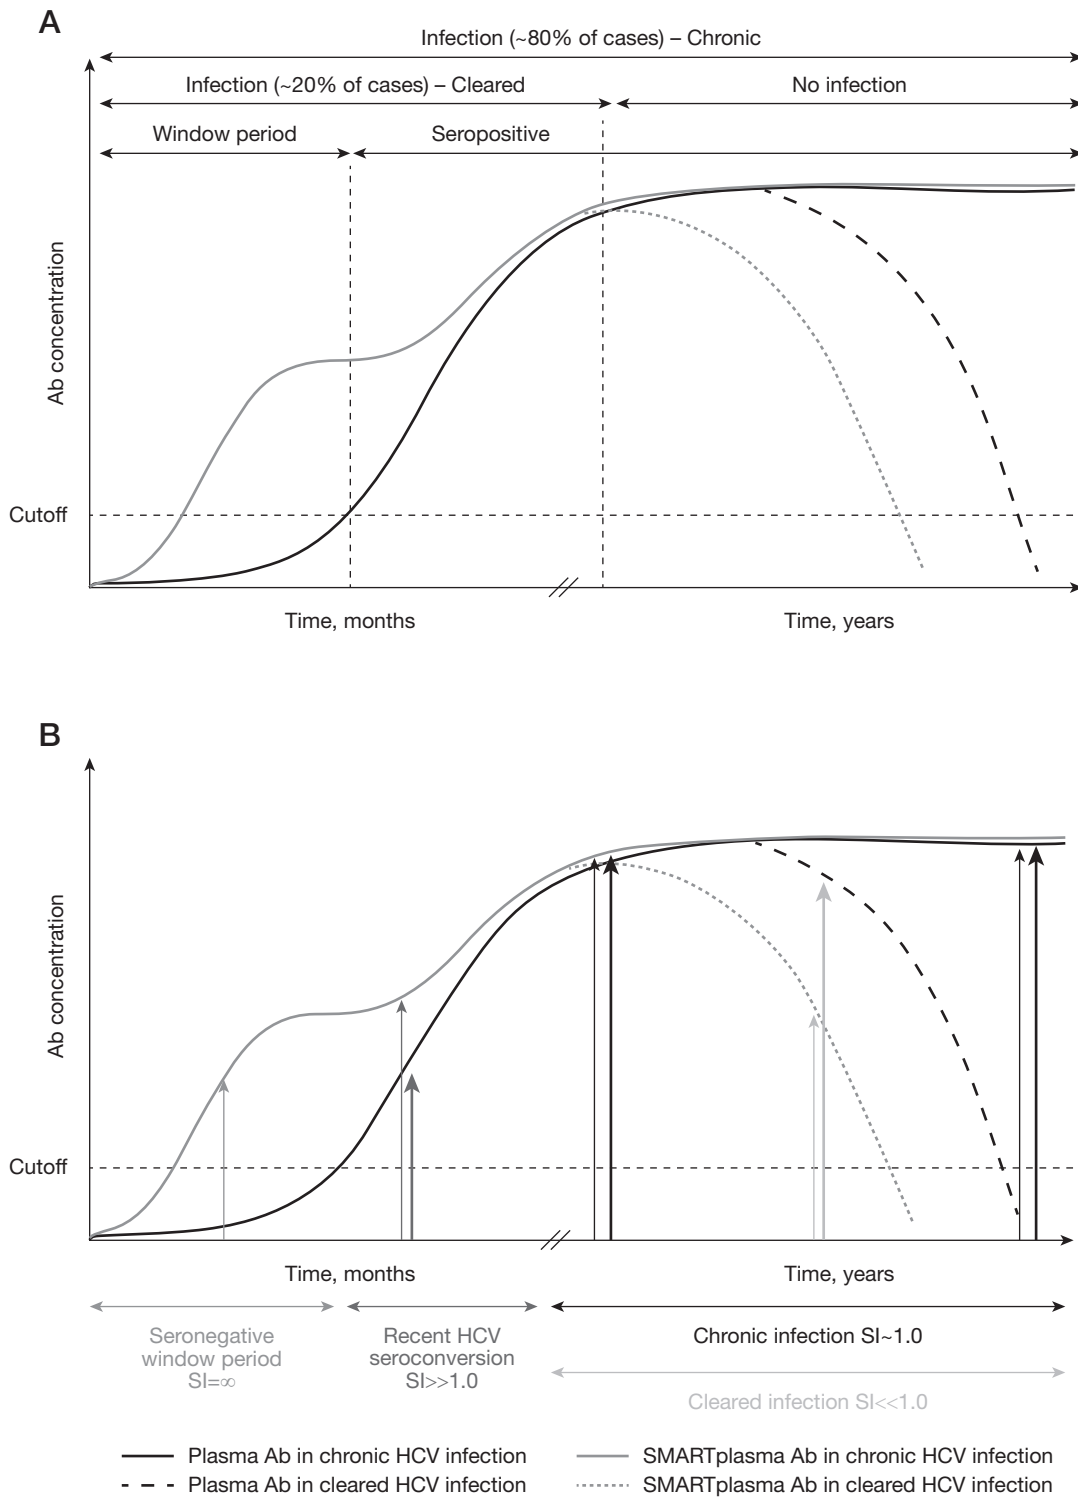 A
Infection (~80% of cases) – Chronic
Infection (~20% of cases) – Cleared
No infection
Window period
Seropositive
Ab concentration
Cutoff
Time, months
Time, years
B
Ab concentration
Cutoff
Time, months
Time, years
Seronegative
window period
SI=∞
Recent HCV
seroconversion
SI>>1.0
Chronic infection SI~1.0
Cleared infection SI<<1.0
Plasma Ab in chronic HCV infection
SMARTplasma Ab in chronic HCV infection
Plasma Ab in cleared HCV infection
SMARTplasma Ab in cleared HCV infection